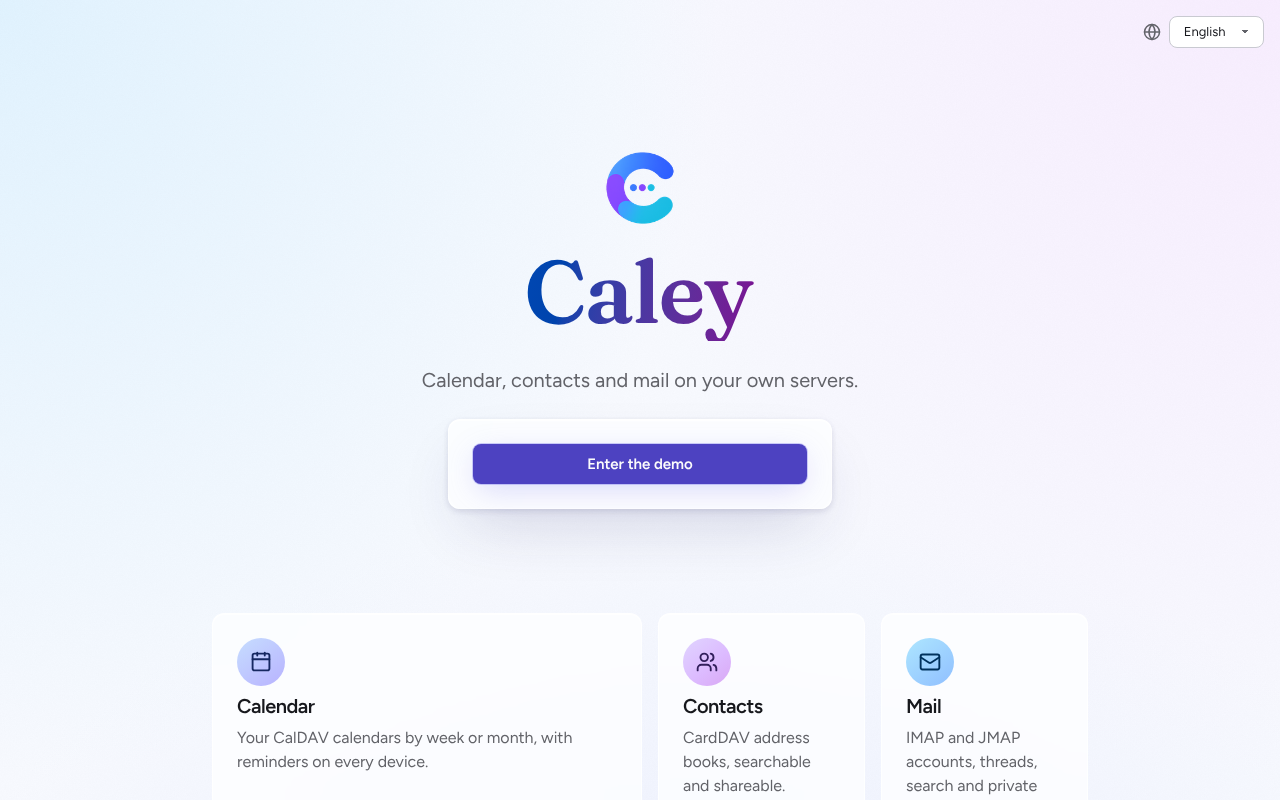 English
Caley
Calendar, contacts and mail on your own servers.
Enter the demo
Calendar
Your CalDAV calendars by week or month, with
reminders on every device.
Contacts
CardDAV address
books, searchable
and shareable.
Mail
IMAP and JMAP
accounts, threads,
search and private